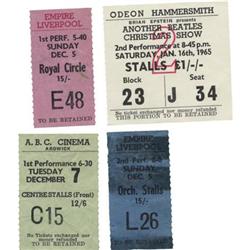 EMPIRE
LIVERPOOL
1st PERF. 5-40
SUNDAY
DEC. 5
Royal Circle
15/-
E48
TO BE RETAINED
ODEON HAMMERSMITH
BRIAN EPSTEIN presents
ANOTHER BEATLES
CHRISTMAS SHOW
2nd Performance at 8-45 p.m.
SATURDAY, JAN. 16th, 1965
STALLS £1/-/-
BLOCK
SEAT
23 J 34
No ticket exchanged nor money refunded
THIS PORTION TO BE RETAINED
A.B.C. CINEMA
ARDWICK
1st Performance 6-30
TUESDAY 7
DECEMBER
CENTRE STALLS (Front)
12/6
C15
No ticket exchanged nor
money refunded
TO BE RETAINED
EMPIRE
LIVERPOOL
SUNDAY
DEC. 5
Orch. Stalls
15/-
L26
TO BE RETAINED